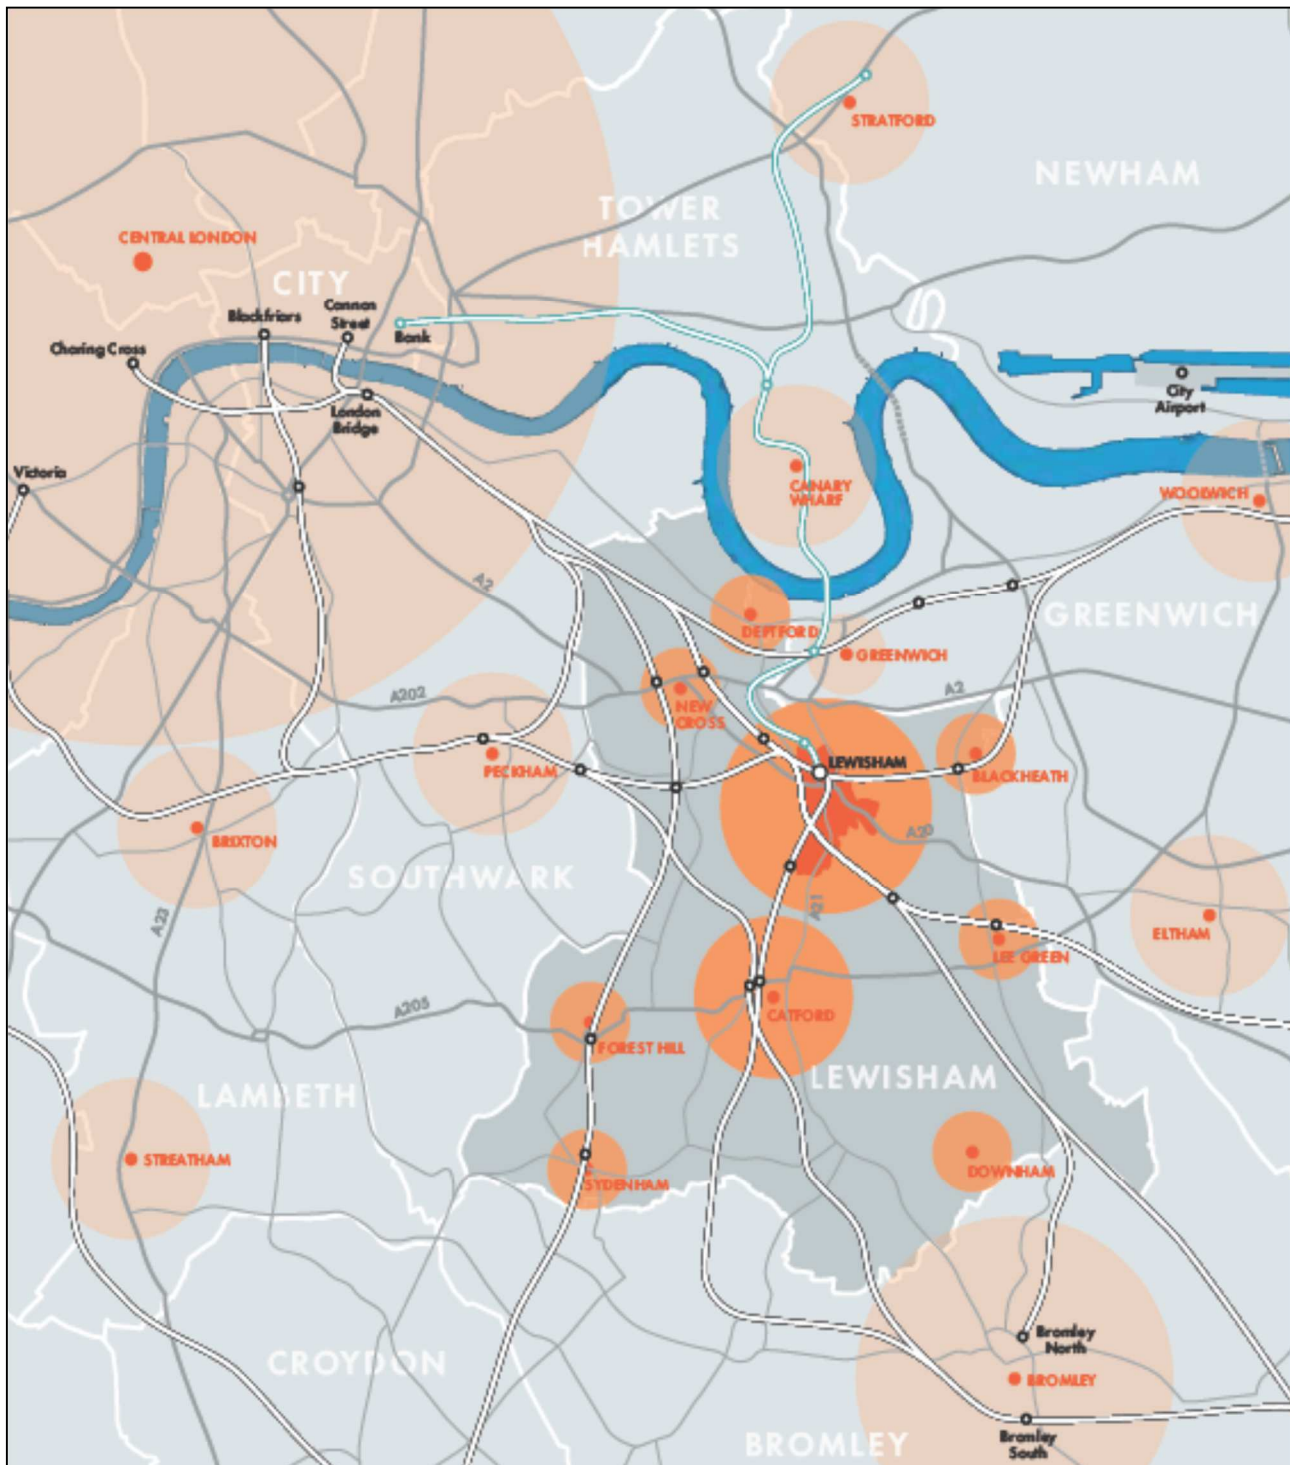 STRATFORD
NEWHAM
TOWER
HAMLETS
CENTRAL LONDON
CITY
Cannon
Street
Blackfriars
Bank
Charing Cross
City
Airport
London
Bridge
Victoria
CANARY
WHARF
WOOLWICH
A2
GREENWICH
DEPTFORD
GREENWICH
A202
A2
NEW
CROSS
LEWISHAM
PECKHAM
BLACKHEATH
BRIXTON
A20
SOUTHWARK
A23
A21
ELTHAM
LEE GREEN
A205
CATFORD
FOREST HILL
LEWISHAM
LAMBETH
STREATHAM
DOWNHAM
SYDENHAM
Bromley
North
CROYDON
BROMLEY
BROMLEY
Bromley
South